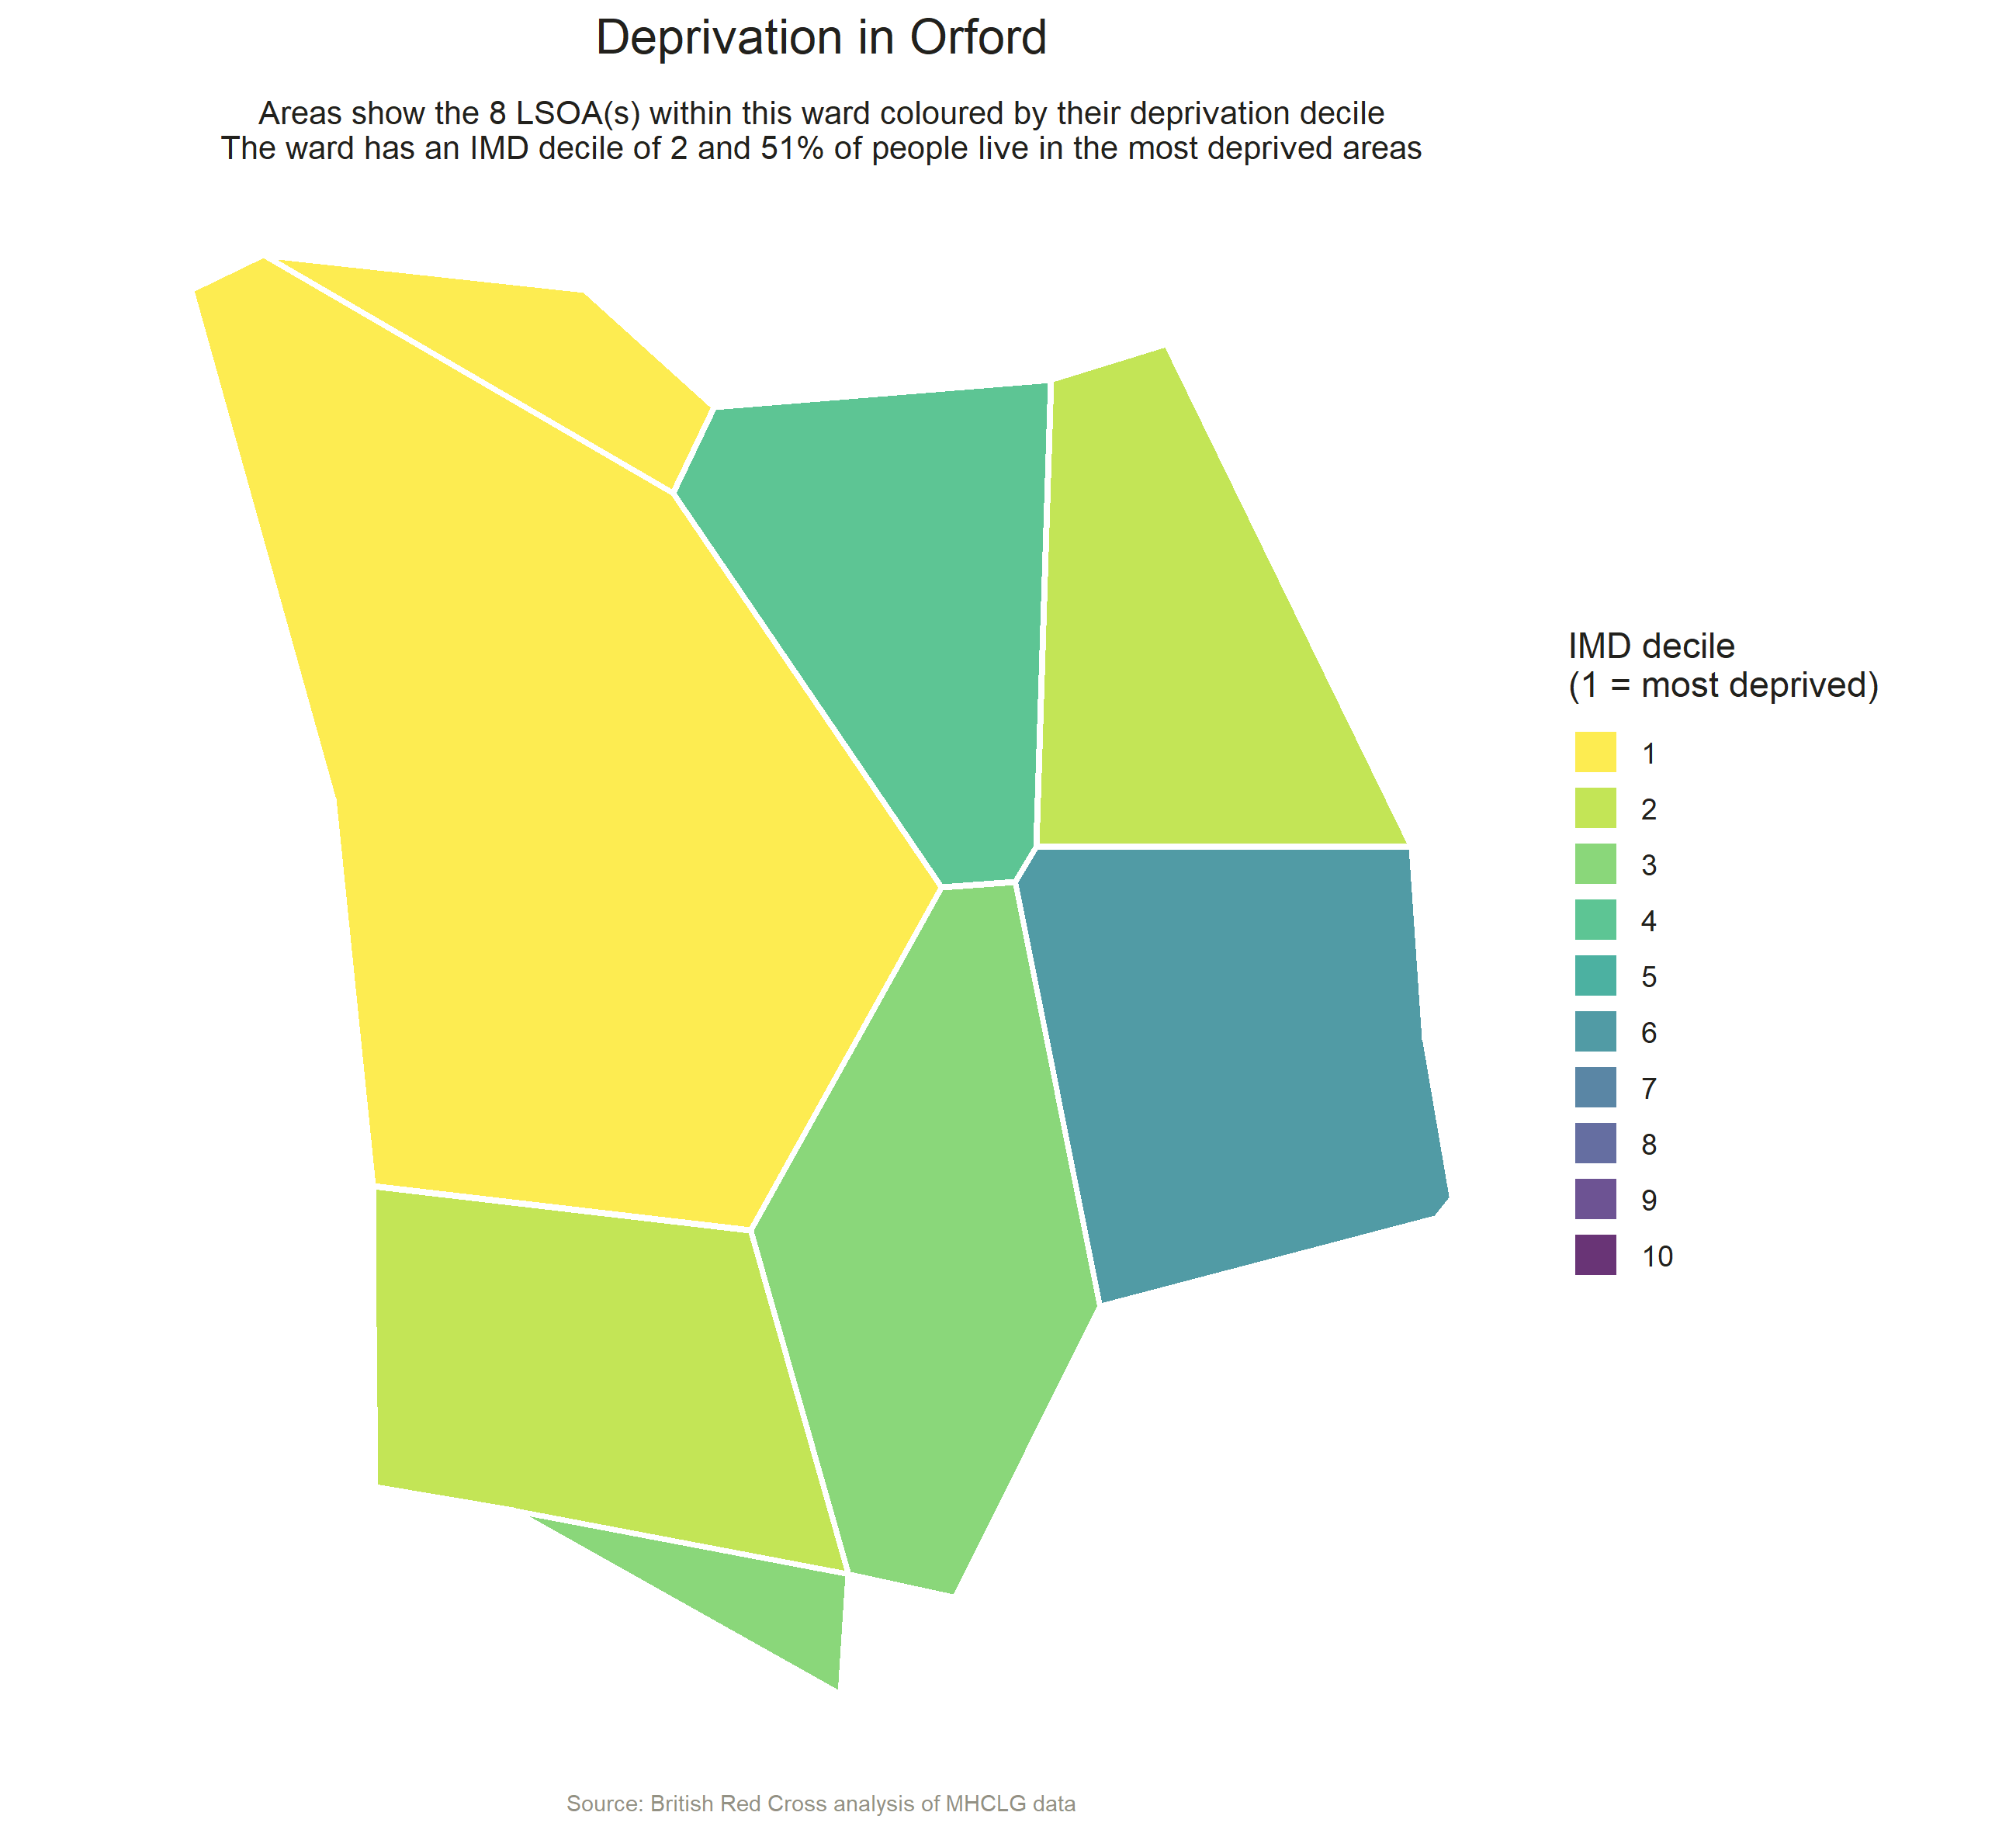 Deprivation in Orford
Areas show the 8 LSOA(s) within this ward coloured by their deprivation decile
The ward has an IMD decile of 2 and 51% of people live in the most deprived areas
IMD decile
(1 = most deprived)
1
2
3
4
5
6
7
8
9
10
Source: British Red Cross analysis of MHCLG data